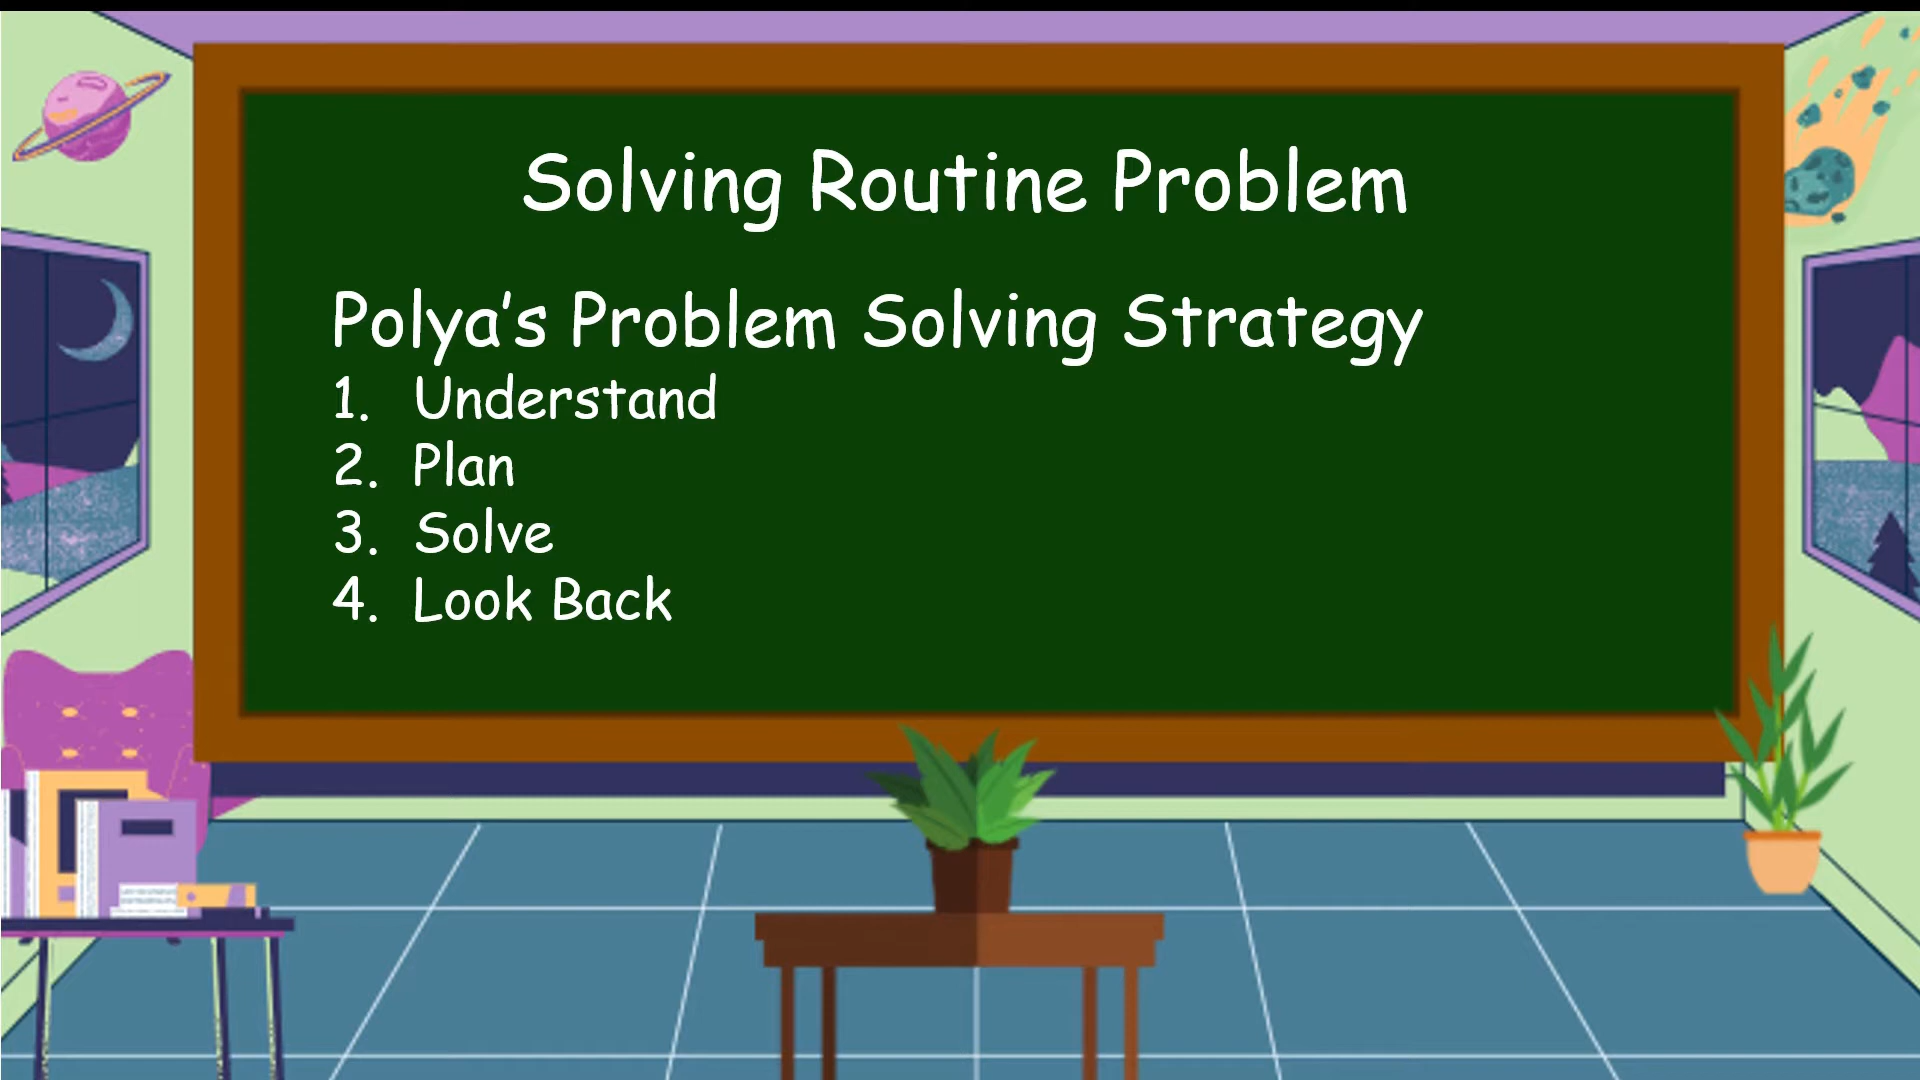 Solving Routine Problem
Polya's Problem Solving Strategy
1. Understand
2. Plan
3. Solve
4. Look Back